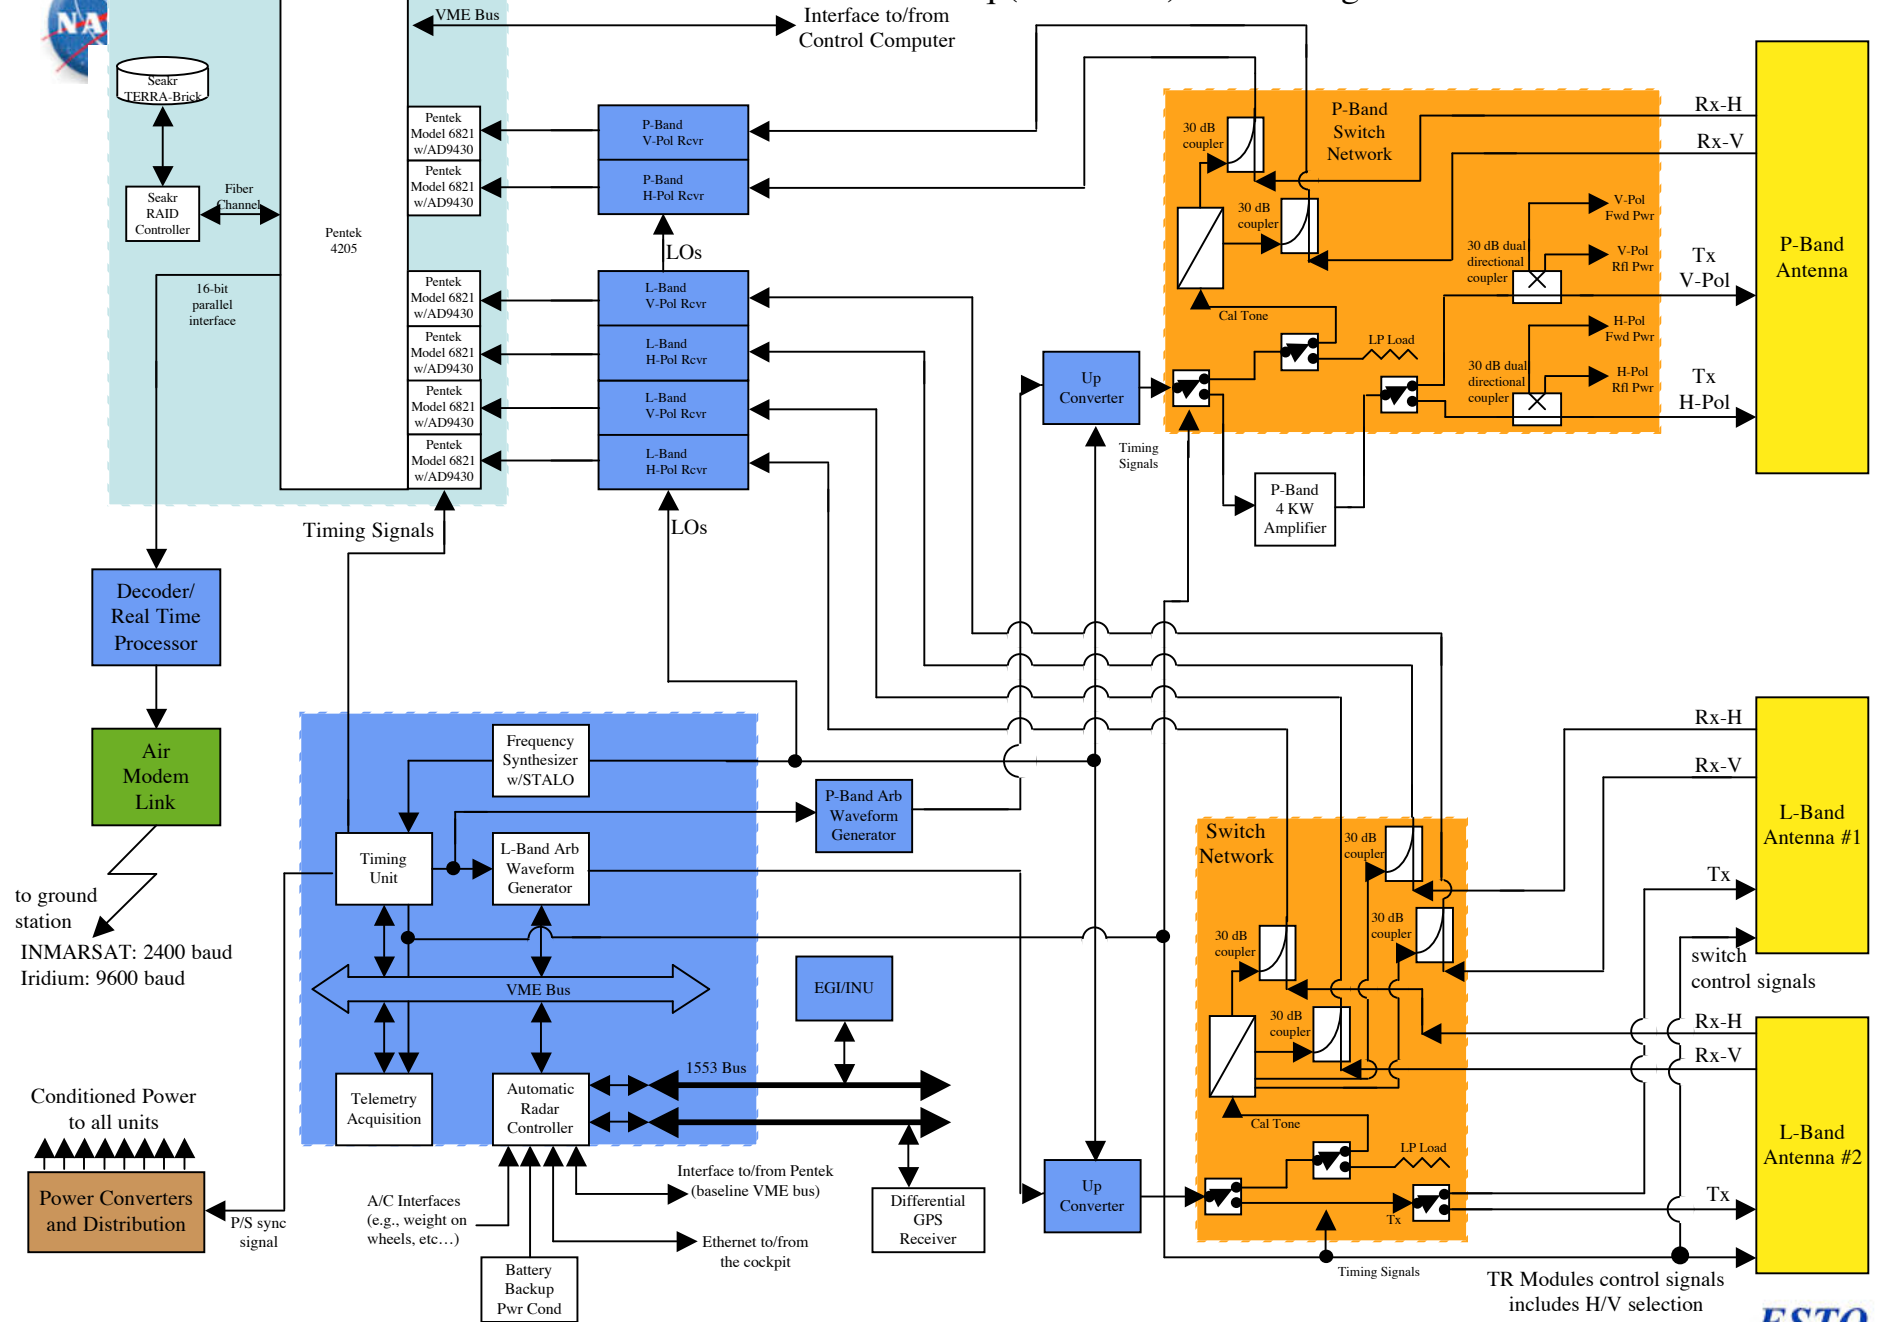 VME Bus
Interface to/from
Control Computer
NA
Seakr
TERRA-Brick
Seakr
RAID
Controller
Fiber
Channel
Pentek
4205
16-bit
parallel
interface
Pentek
Model 6821
w/AD9430
Pentek
Model 6821
w/AD9430
Pentek
Model 6821
w/AD9430
Pentek
Model 6821
w/AD9430
Pentek
Model 6821
w/AD9430
Pentek
Model 6821
w/AD9430
P-Band
V-Pol Rcvr
P-Band
H-Pol Rcvr
LOs
L-Band
V-Pol Rcvr
L-Band
H-Pol Rcvr
L-Band
V-Pol Rcvr
L-Band
H-Pol Rcvr
LOs
Timing Signals
P-Band
Switch
Network
30 dB
coupler
30 dB
coupler
Cal Tone
LP Load
30 dB dual
directional
coupler
30 dB dual
directional
coupler
V-Pol
Fwd Pwr
V-Pol
Rfl Pwr
H-Pol
Fwd Pwr
H-Pol
Rfl Pwr
Rx-H
Rx-V
Tx
V-Pol
Tx
H-Pol
P-Band
Antenna
Up
Converter
Timing
Signals
P-Band
4 KW
Amplifier
Decoder/
Real Time
Processor
Air
Modem
Link
to ground
station
INMARSAT: 2400 baud
Iridium: 9600 baud
Frequency
Synthesizer
w/STALO
Timing
Unit
L-Band Arb
Waveform
Generator
P-Band Arb
Waveform
Generator
VME Bus
EGI/INU
1553 Bus
Telemetry
Acquisition
Automatic
Radar
Controller
Conditioned Power
to all units
Power Converters
and Distribution
P/S sync
signal
A/C Interfaces
(e.g., weight on
wheels, etc…)
Battery
Backup
Pwr Cond
Interface to/from Pentek
(baseline VME bus)
Ethernet to/from
the cockpit
Differential
GPS
Receiver
Up
Converter
Switch
Network
30 dB
coupler
30 dB
coupler
30 dB
coupler
30 dB
coupler
Cal Tone
LP Load
Tx
Timing Signals
Rx-H
Rx-V
Tx
L-Band
Antenna #1
switch
control signals
Rx-H
Rx-V
Tx
L-Band
Antenna #2
TR Modules control signals
includes H/V selection
ESTO